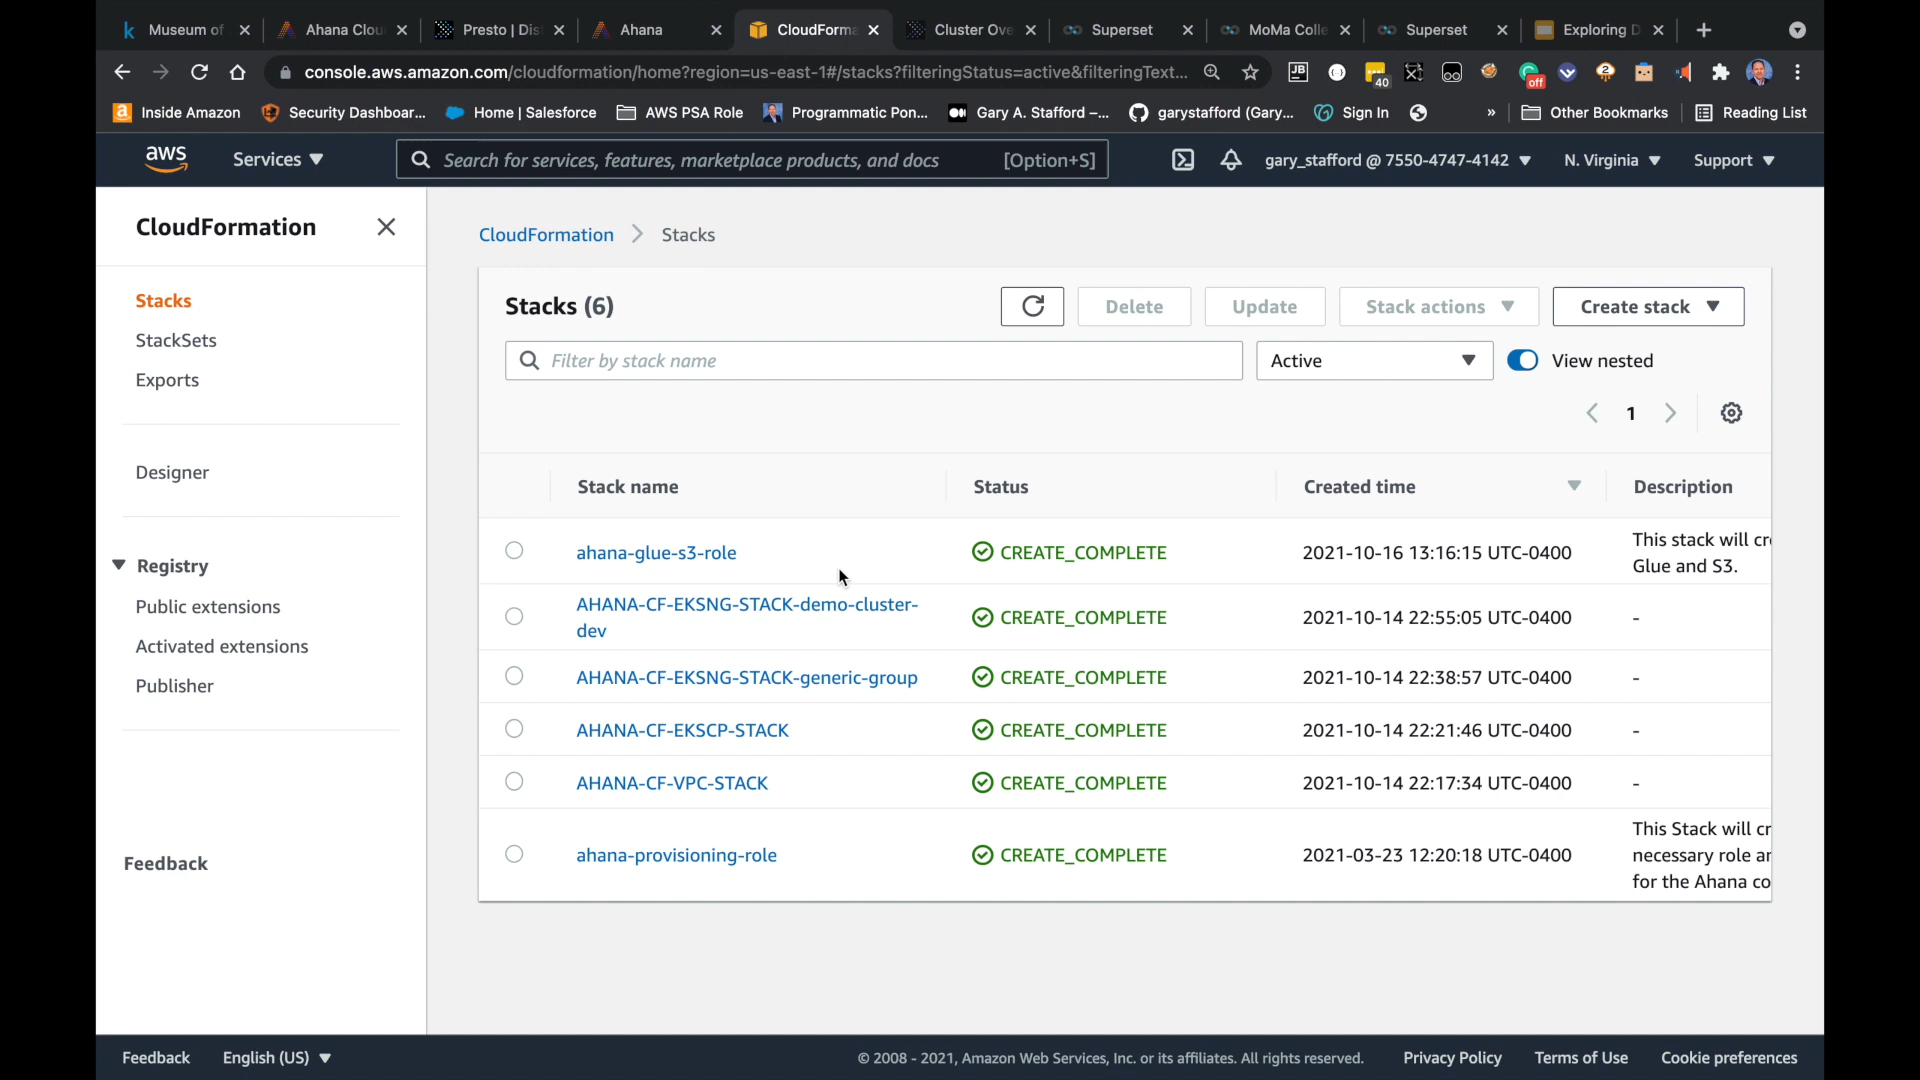 Museum of
Ahana Clou
Presto | Dis
Ahana
CloudForma
Cluster Ove
Superset
MoMa Colle
Superset
Exploring D
console.aws.amazon.com/cloudformation/home?region=us-east-1#/stacks?filteringStatus=active&filteringText...
40
off
2
Inside Amazon
Security Dashboar...
Home | Salesforce
AWS PSA Role
Programmatic Pon...
Gary A. Stafford –...
garystafford (Gary...
Sign In
»
Other Bookmarks
Reading List
aws
Services
Search for services, features, marketplace products, and docs
[Option+S]
gary_stafford @ 7550-4747-4142
N. Virginia
Support
CloudFormation
Stacks
StackSets
Exports
Designer
Registry
Public extensions
Activated extensions
Publisher
Feedback
CloudFormation > Stacks
Stacks (6)
Delete
Update
Stack actions
Create stack
Filter by stack name
Active
View nested
1
Stack name
Status
Created time
Description
ahana-glue-s3-role
CREATE_COMPLETE
2021-10-16 13:16:15 UTC-0400
This stack will cr
Glue and S3.
AHANA-CF-EKSNG-STACK-demo-cluster-
dev
CREATE_COMPLETE
2021-10-14 22:55:05 UTC-0400
-
AHANA-CF-EKSNG-STACK-generic-group
CREATE_COMPLETE
2021-10-14 22:38:57 UTC-0400
-
AHANA-CF-EKSCP-STACK
CREATE_COMPLETE
2021-10-14 22:21:46 UTC-0400
-
AHANA-CF-VPC-STACK
CREATE_COMPLETE
2021-10-14 22:17:34 UTC-0400
-
ahana-provisioning-role
CREATE_COMPLETE
2021-03-23 12:20:18 UTC-0400
This Stack will cr
necessary role ar
for the Ahana co
Feedback
English (US)
© 2008 - 2021, Amazon Web Services, Inc. or its affiliates. All rights reserved.
Privacy Policy
Terms of Use
Cookie preferences